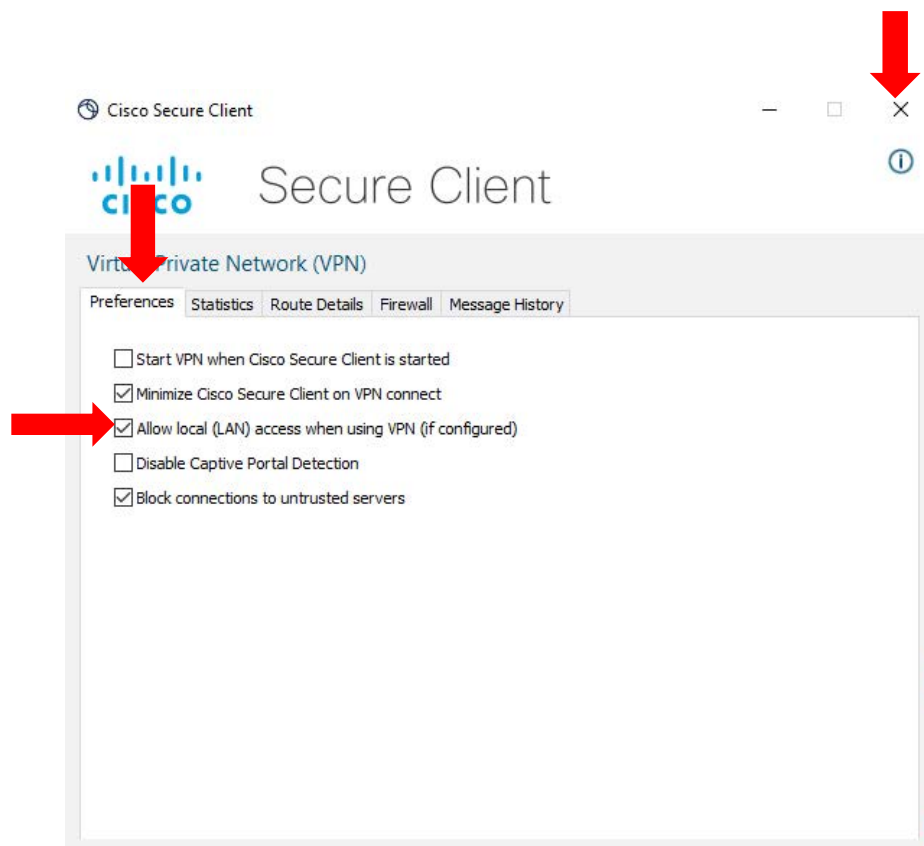 Cisco Secure Client
Secure Client
Private Network (VPN)
Preferences Statistics Route Details Firewall Message History
Start VPN when Cisco Secure Client is started
Minimize Cisco Secure Client on VPN connect
Allow local (LAN) access when using VPN (if configured)
Disable Captive Portal Detection
Block connections to untrusted servers